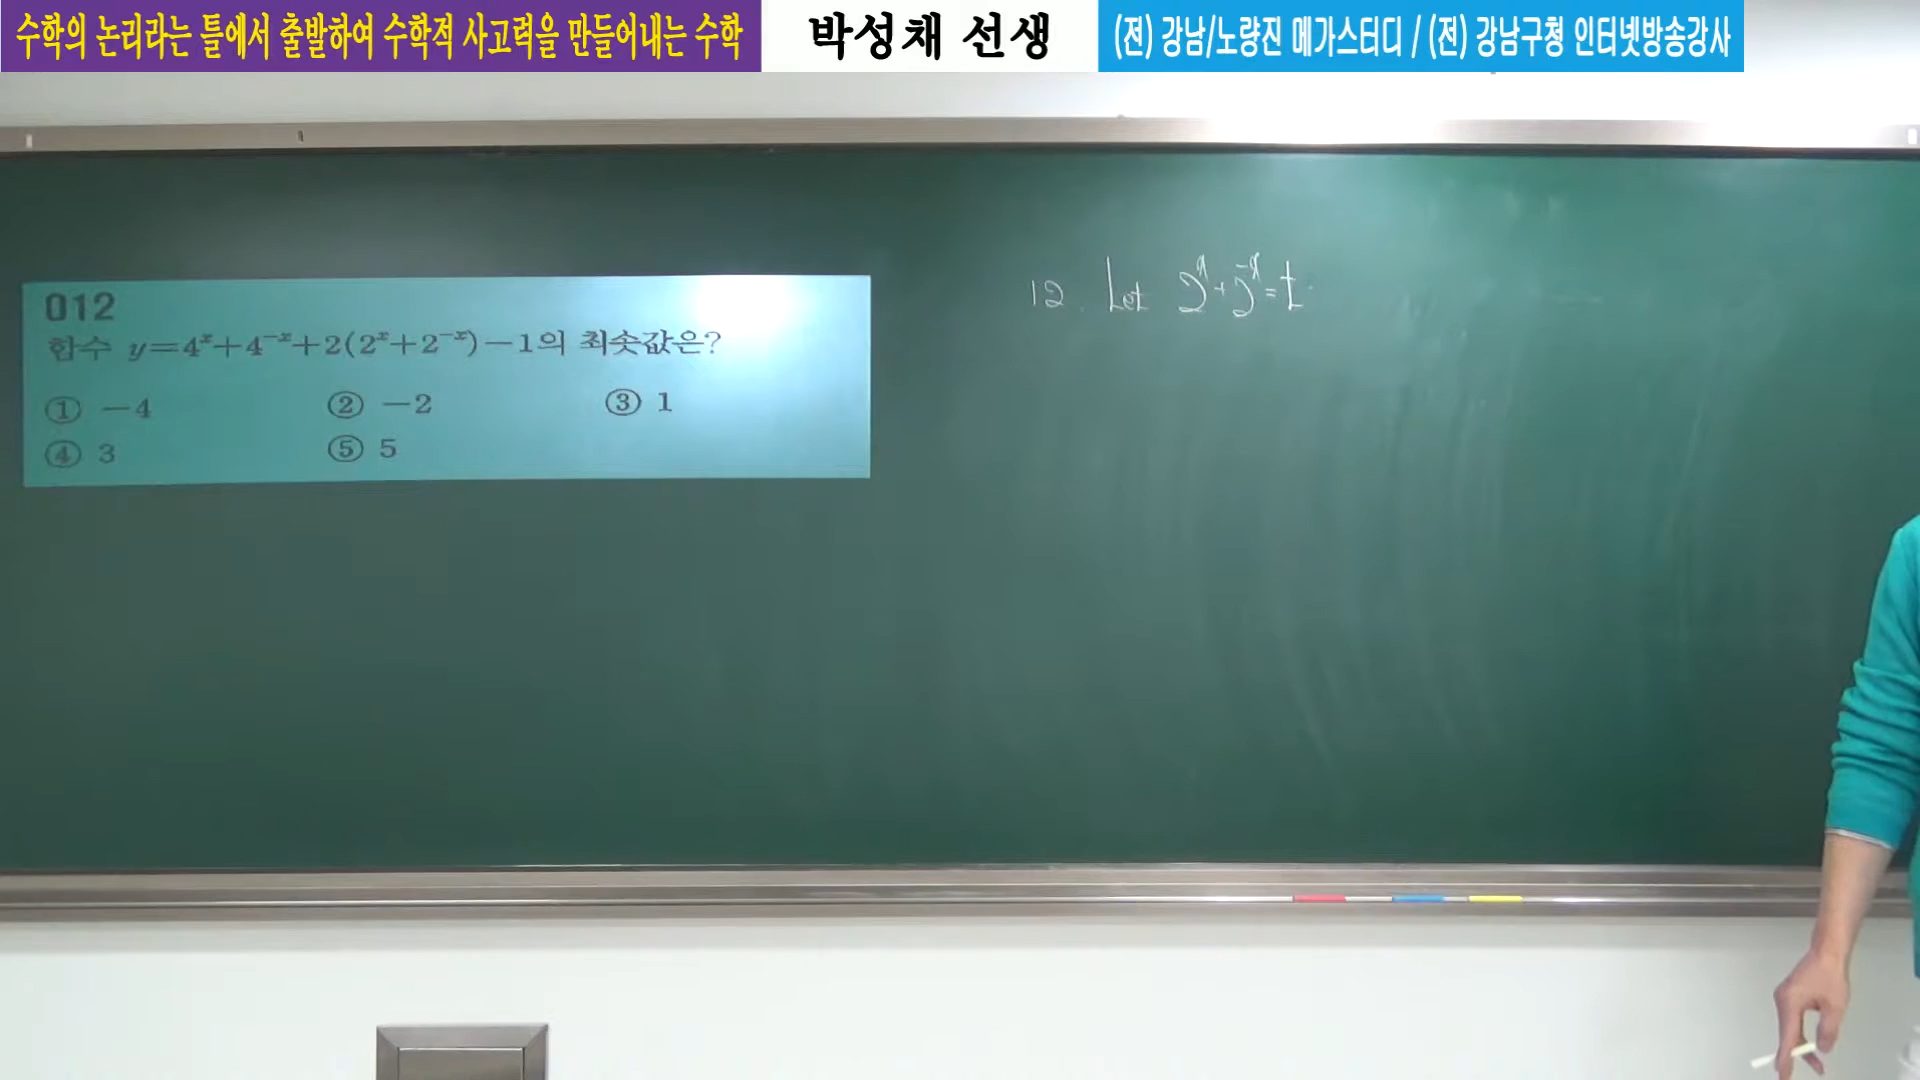 수학의 논리라는 틀에서 출발하여 수학적 사고력을 만들어내는 수학
박성채 선생
(전) 강남/노량진 메가스터디 / (전) 강남구청 인터넷방송강사
012
함수 y=4ˣ+4⁻ˣ+2(2ˣ+2⁻ˣ)-1의 최솟값은?
① -4 ② -2 ③ 1
④ 3 ⑤ 5
12. Let 2ˣ+2⁻ˣ=t.